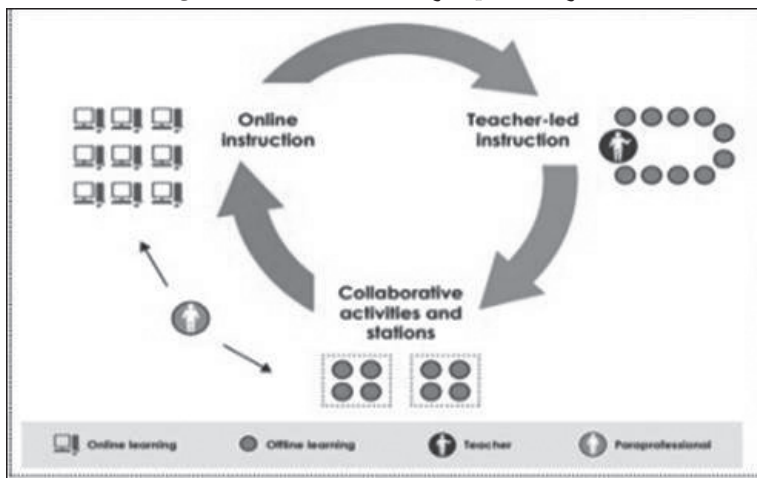 Online
instruction
Teacher-led
instruction
Collaborative
activities and
stations
Online learning
Offline learning
Teacher
Paraprofessional